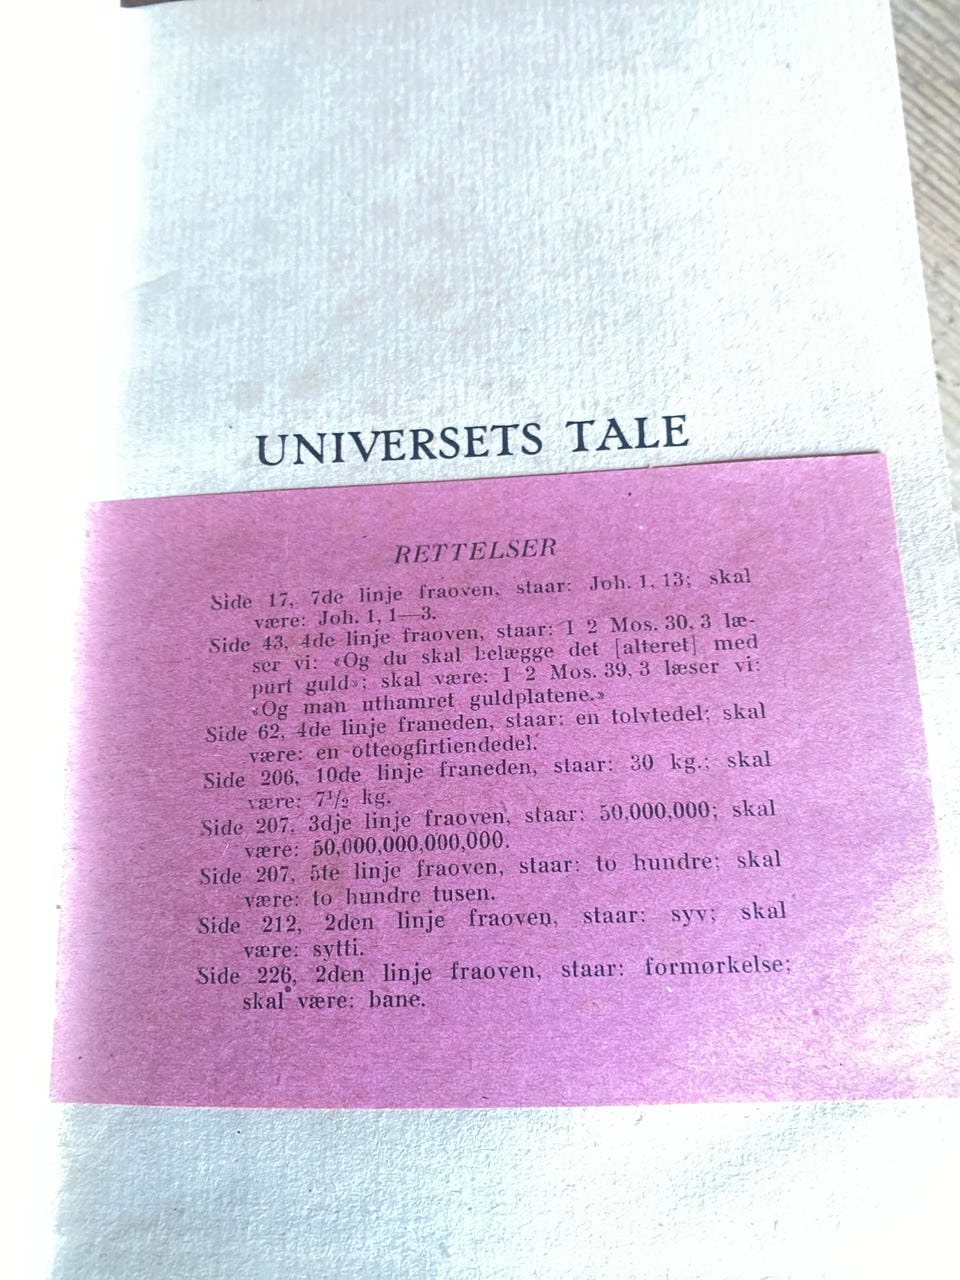 UNIVERSETS TALE
RETTELSER
Side 17, 7de linje fraoven, staar: Joh. 1, 13; skal
være: Joh. 1, 1—3.
Side 43, 4de linje fraoven, staar: I 2 Mos. 30, 3 læ-
ser vi: «Og du skal belægge det [alteret] med
purt guld»; skal være: I 2 Mos. 39, 3 læser vi:
«Og man uthamret guldplatene.»
Side 62, 4de linje franeden, staar: en tolvtedel; skal
være: en otteogfirtiendedel.
Side 206, 10de linje franeden, staar: 30 kg.; skal
være: 7½ kg.
Side 207, 3dje linje fraoven, staar: 50,000,000; skal
være: 50,000,000,000,000.
Side 207, 5te linje fraoven, staar: to hundre; skal
være: to hundre tusen.
Side 212, 2den linje fraoven, staar: syv; skal
være: sytti.
Side 226, 2den linje fraoven, staar: formørkelse;
skal være: bane.